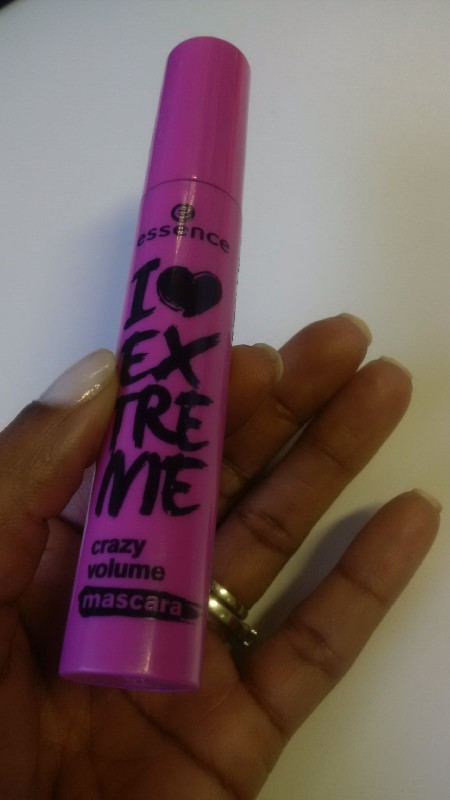 essence
I ♥
EX
TRE
ME
crazy
volume
mascara